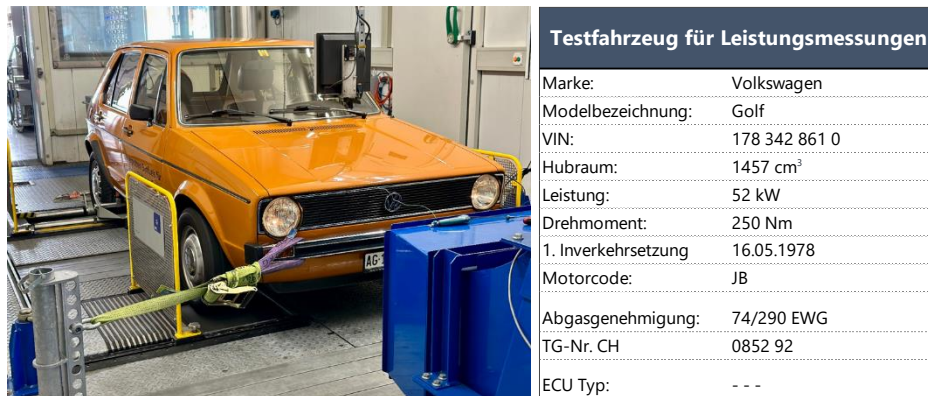 AG
Testfahrzeug für Leistungsmessungen
Marke: Volkswagen
Modelbezeichnung: Golf
VIN: 178 342 861 0
Hubraum: 1457 cm³
Leistung: 52 kW
Drehmoment: 250 Nm
1. Inverkehrsetzung 16.05.1978
Motorcode: JB
Abgasgenehmigung: 74/290 EWG
TG-Nr. CH 0852 92
ECU Typ: - - -